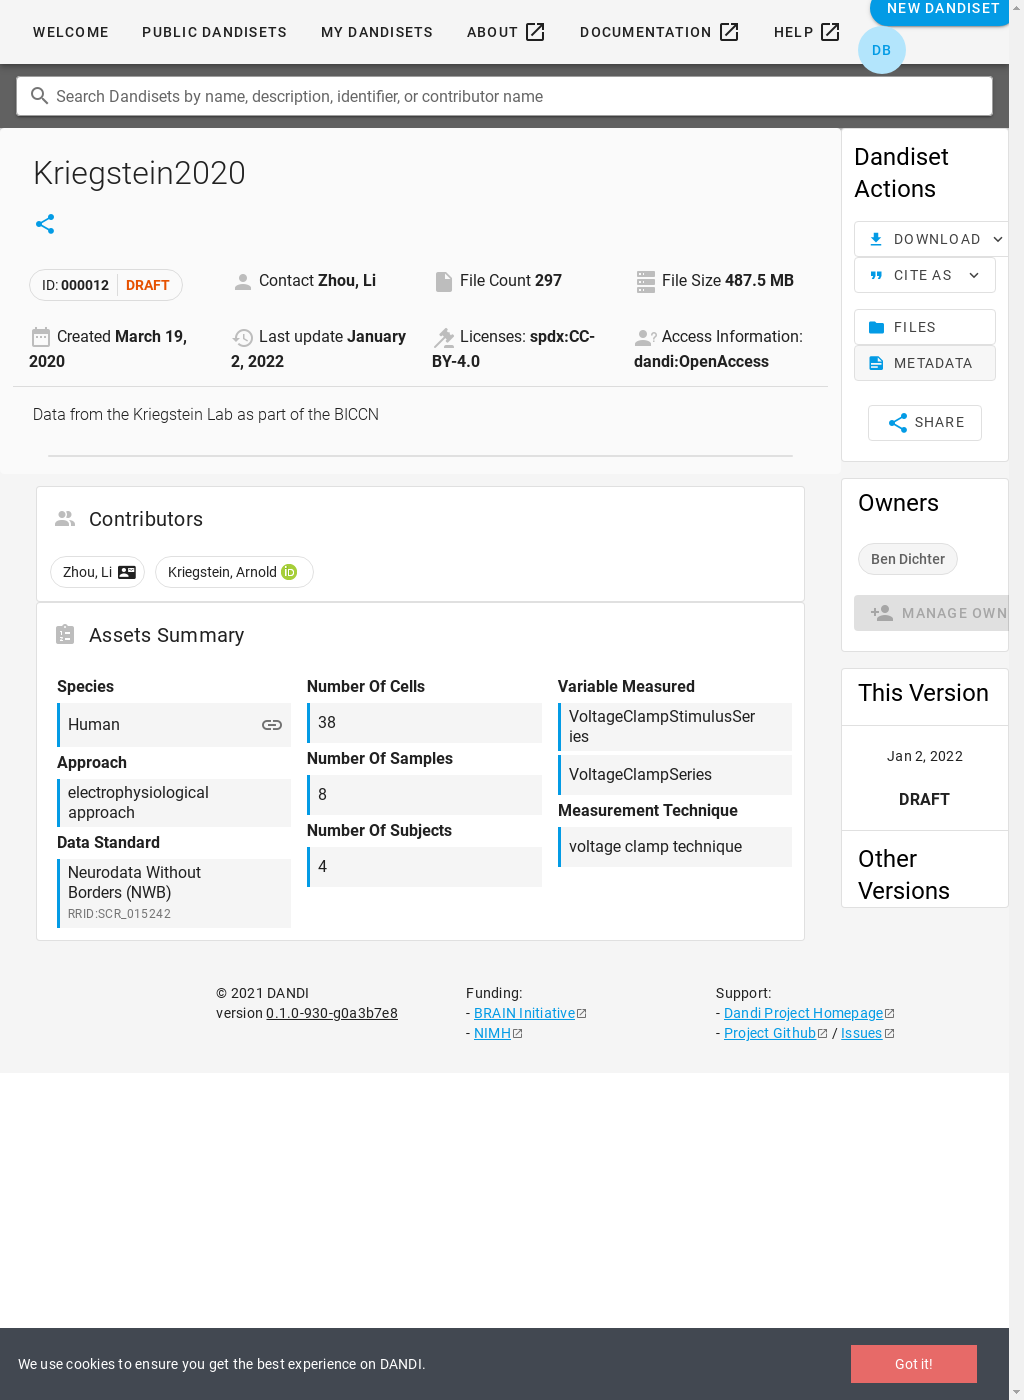 WELCOME PUBLIC DANDISETS MY DANDISETS ABOUT DOCUMENTATION HELP NEW DANDISET
DB
Search Dandisets by name, description, identifier, or contributor name
Kriegstein2020
ID: 000012 DRAFT
Contact Zhou, Li
File Count 297
File Size 487.5 MB
Created March 19,
2020
Last update January
2, 2022
Licenses: spdx:CC-
BY-4.0
Access Information:
dandi:OpenAccess
Data from the Kriegstein Lab as part of the BICCN
Contributors
Zhou, Li
Kriegstein, Arnold iD
Assets Summary
Species
Human
Approach
electrophysiological
approach
Data Standard
Neurodata Without
Borders (NWB)
RRID:SCR_015242
Number Of Cells
38
Number Of Samples
8
Number Of Subjects
4
Variable Measured
VoltageClampStimulusSer
ies
VoltageClampSeries
Measurement Technique
voltage clamp technique
Dandiset
Actions
DOWNLOAD
CITE AS
FILES
METADATA
SHARE
Owners
Ben Dichter
MANAGE OWN
This Version
Jan 2, 2022
DRAFT
Other
Versions
© 2021 DANDI
version 0.1.0-930-g0a3b7e8
Funding:
- BRAIN Initiative
- NIMH
Support:
- Dandi Project Homepage
- Project Github / Issues
We use cookies to ensure you get the best experience on DANDI.
Got it!